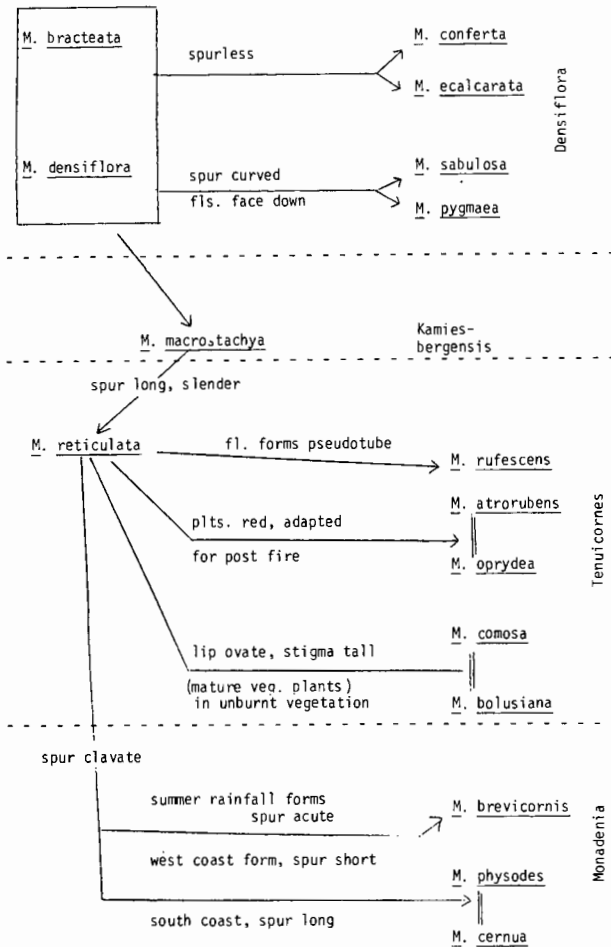 M. bracteata
M. conferta
spurless
M. ecalcarata
Densiflora
M. densiflora
M. sabulosa
spur curved
fls. face down
M. pygmaea
M. macrostachya
Kamies-
bergensis
spur long, slender
M. reticulata
fl. forms pseudotube
M. rufescens
M. atrorubens
plts. red, adapted
for post fire
M. oprydea
Tenuicornes
M. comosa
lip ovate, stigma tall
(mature veg. plants)
in unburnt vegetation
M. bolusiana
spur clavate
summer rainfall forms
spur acute
M. brevicornis
west coast form, spur short
Monadenia
M. physodes
south coast, spur long
M. cernua